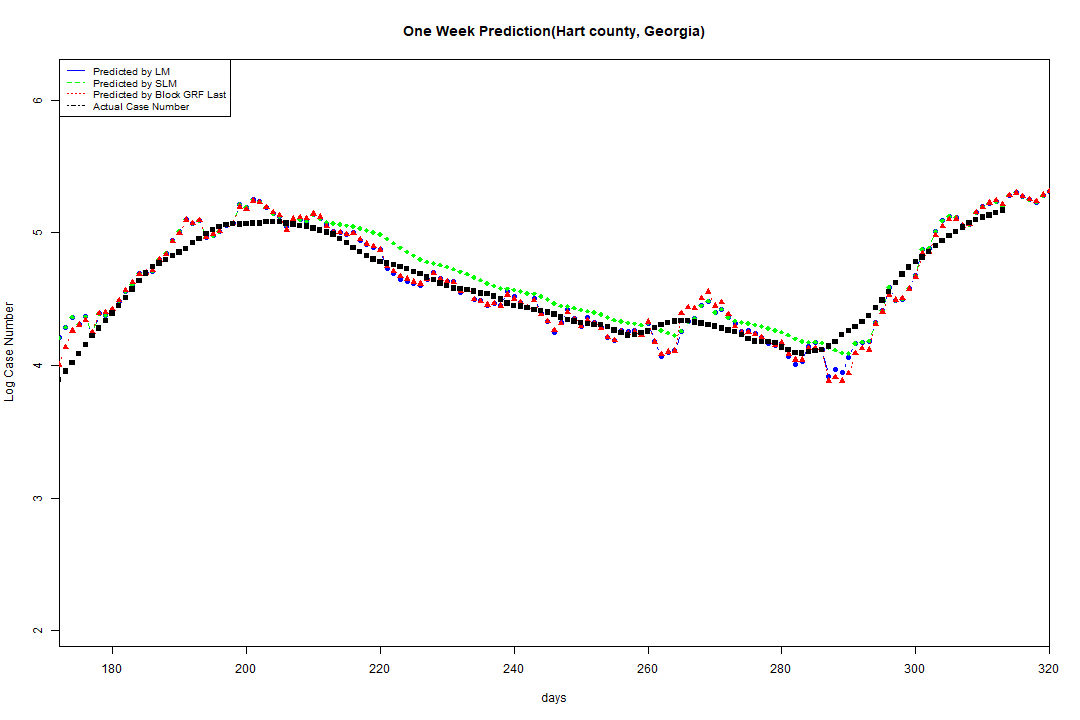 One Week Prediction(Hart county, Georgia)
Predicted by LM
Predicted by SLM
Predicted by Block GRF Last
Actual Case Number
6
5
4
3
2
Log Case Number
180 200 220 240 260 280 300 320
days